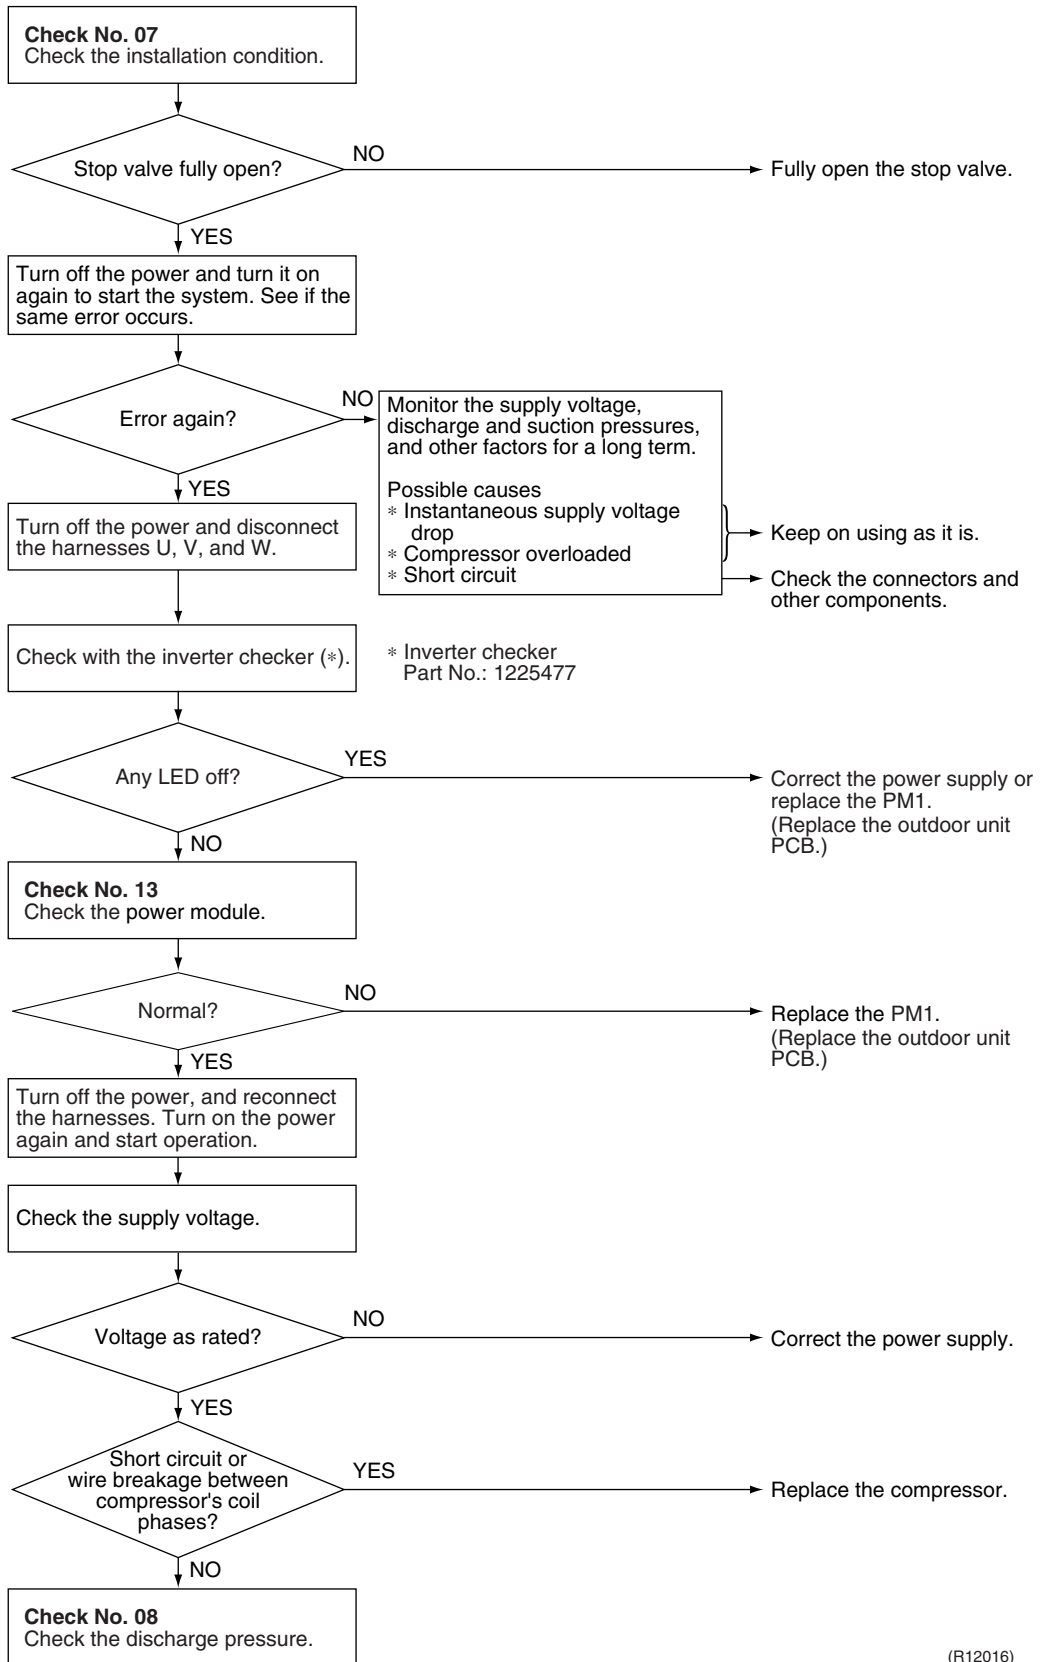 Check No. 07
Check the installation condition.
Stop valve fully open?
NO
Fully open the stop valve.
YES
Turn off the power and turn it on
again to start the system. See if the
same error occurs.
Error again?
NO
Monitor the supply voltage,
discharge and suction pressures,
and other factors for a long term.
Possible causes
* Instantaneous supply voltage
drop
* Compressor overloaded
* Short circuit
Keep on using as it is.
Check the connectors and
other components.
YES
Turn off the power and disconnect
the harnesses U, V, and W.
Check with the inverter checker (*).
* Inverter checker
Part No.: 1225477
Any LED off?
YES
Correct the power supply or
replace the PM1.
(Replace the outdoor unit
PCB.)
NO
Check No. 13
Check the power module.
Normal?
NO
Replace the PM1.
(Replace the outdoor unit
PCB.)
YES
Turn off the power, and reconnect
the harnesses. Turn on the power
again and start operation.
Check the supply voltage.
Voltage as rated?
NO
Correct the power supply.
YES
Short circuit or
wire breakage between
compressor's coil
phases?
YES
Replace the compressor.
NO
Check No. 08
Check the discharge pressure.
(R12016)